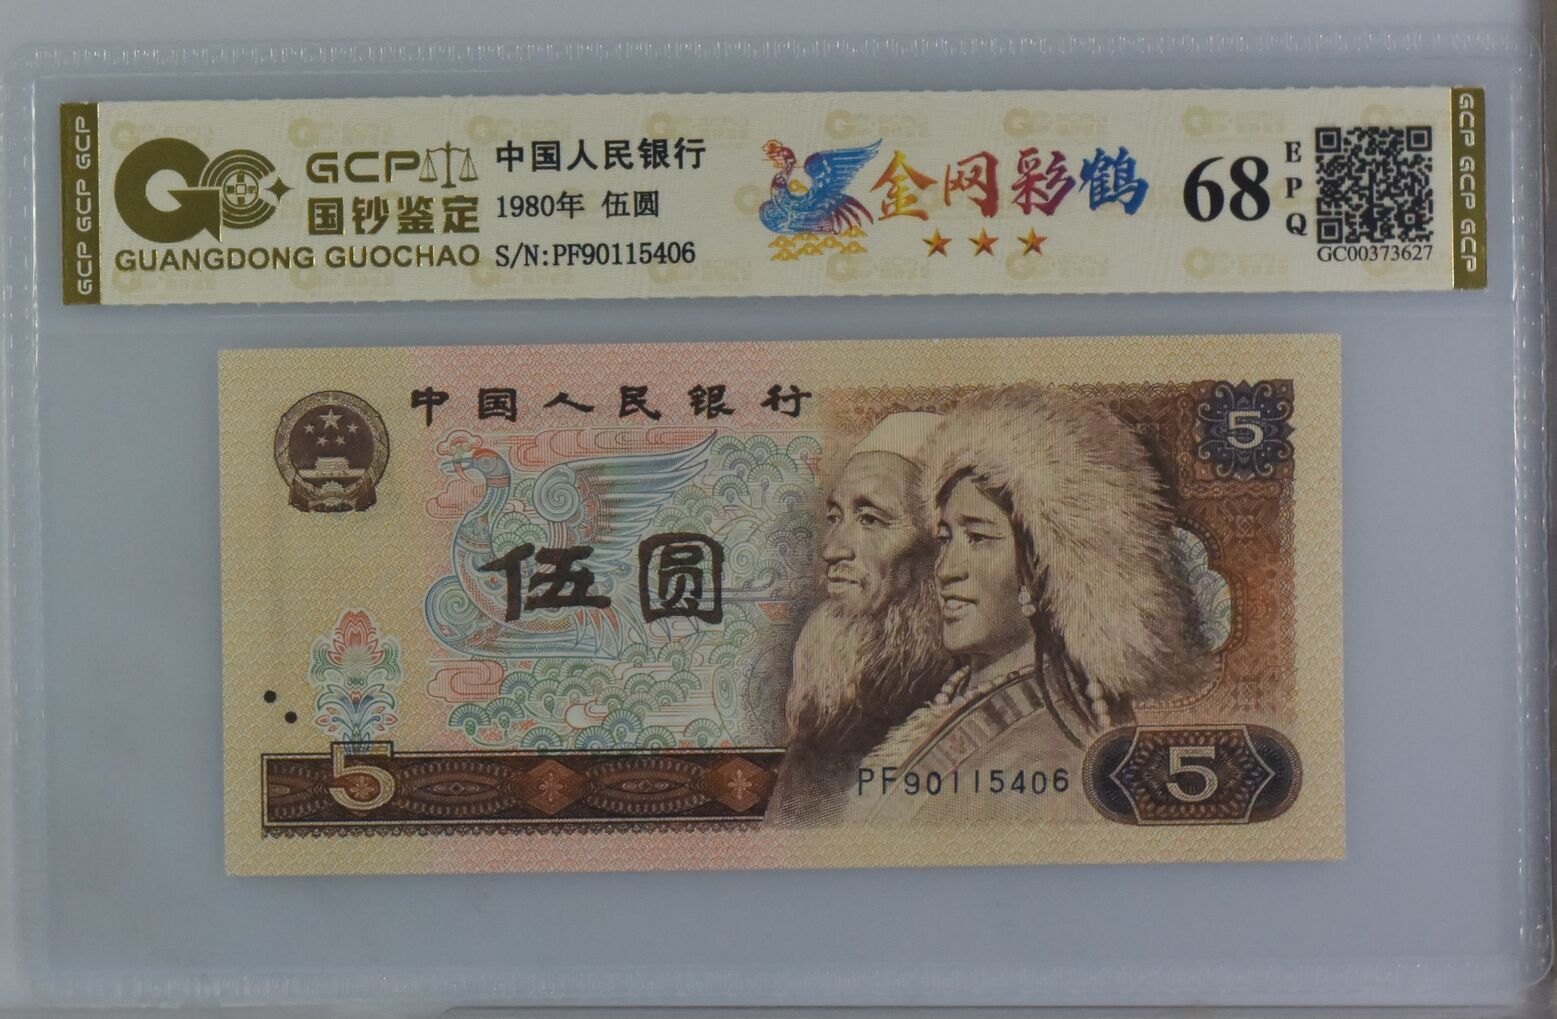 GCP GCP GCP
GCP
国钞鉴定
GUANGDONG GUOCHAO
中国人民银行
1980年 伍圆
S/N:PF90115406
金网彩鹤
68
EPQ
GC00373627
GCP GCP GCP
中国人民银行
5
伍圆
5
PF90115406
5